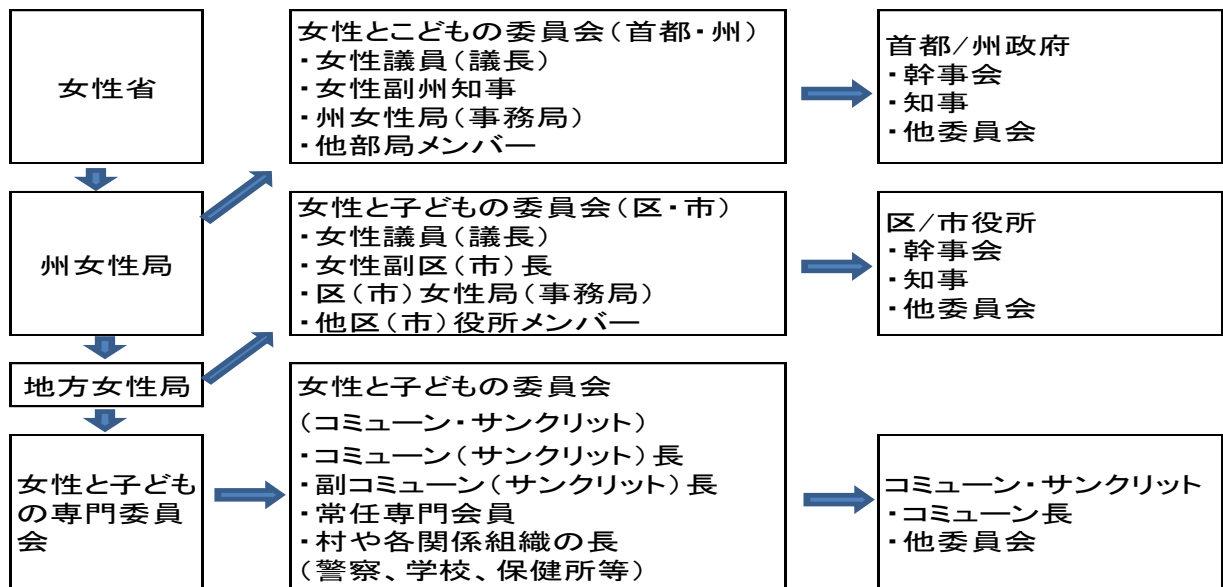 女性省
女性とこどもの委員会(首都・州)
・女性議員(議長)
・女性副州知事
・州女性局(事務局)
・他部局メンバー
首都/州政府
・幹事会
・知事
・他委員会
州女性局
女性と子どもの委員会(区・市)
・女性議員(議長)
・女性副区(市)長
・区(市)女性局(事務局)
・他区(市)役所メンバー
区/市役所
・幹事会
・知事
・他委員会
地方女性局
女性と子どもの専門委員会
女性と子どもの委員会
(コミューン・サンクリット)
・コミューン(サンクリット)長
・副コミューン(サンクリット)長
・常任専門会員
・村や各関係組織の長
(警察、学校、保健所等)
コミューン・サンクリット
・コミューン長
・他委員会